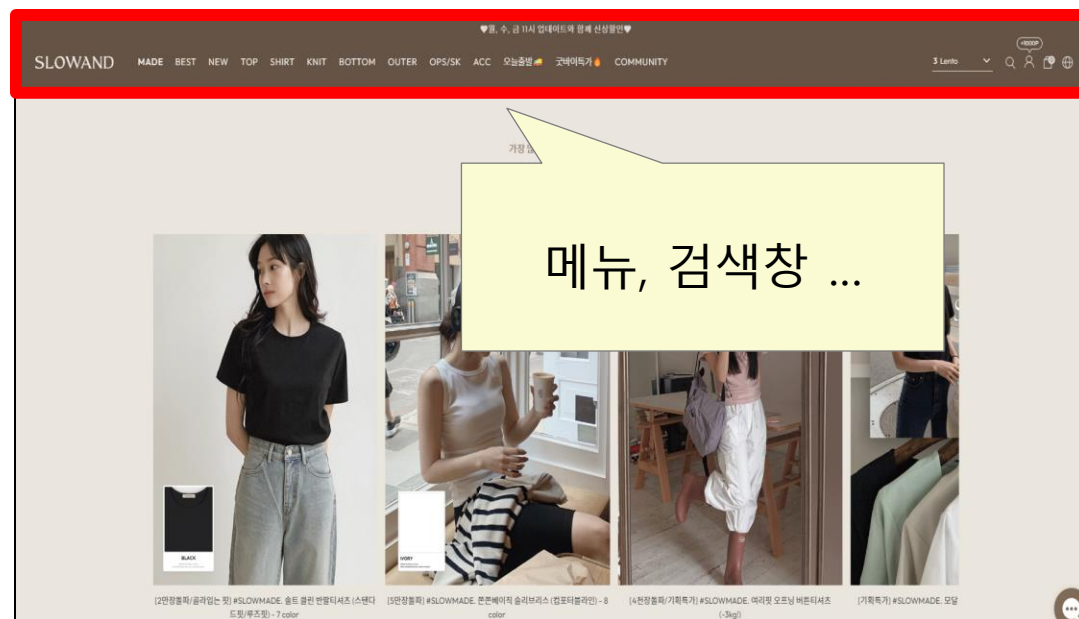 ♥월, 수, 금 11시 업데이트와 함께 신상할인♥
+1000P
SLOWAND MADE BEST NEW TOP SHIRT KNIT BOTTOM OUTER OPS/SK ACC 오늘출발🚚 굿바이특가🔥 COMMUNITY 3 Lento
가장 많
메뉴, 검색창 ...
BLACK
IVORY
[2만장돌파/골라입는 핏] #SLOWMADE. 솔트 클린 반팔티셔츠 (스탠다
드핏/루즈핏) - 7 color
[5만장돌파] #SLOWMADE. 쫀쫀베이직 슬리브리스 (컴포터블라인) - 8
color
[4천장돌파/기획특가] #SLOWMADE. 여리핏 오프닝 버튼티셔츠
(-3kg!)
[기획특가] #SLOWMADE. 모달